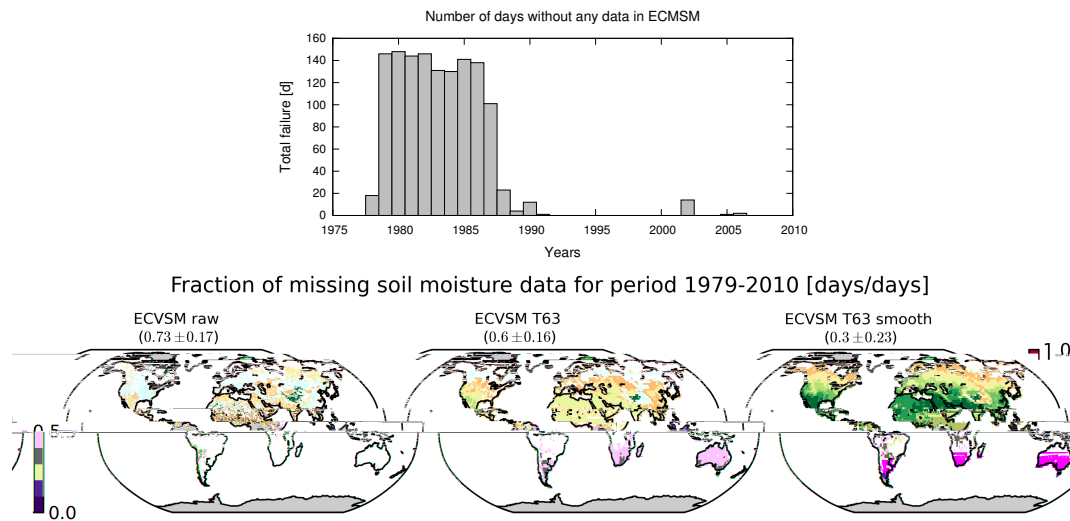 Number of days without any data in ECMSM
Total failure [d]
160
140
120
100
80
60
40
20
0
1975 1980 1985 1990 1995 2000 2005 2010
Years
Fraction of missing soil moisture data for period 1979-2010 [days/days]
ECVSM raw ECVSM T63 ECVSM T63 smooth
(0.73 ±0.17) (0.6 ±0.16) (0.3 ±0.23)
1.0
0.0